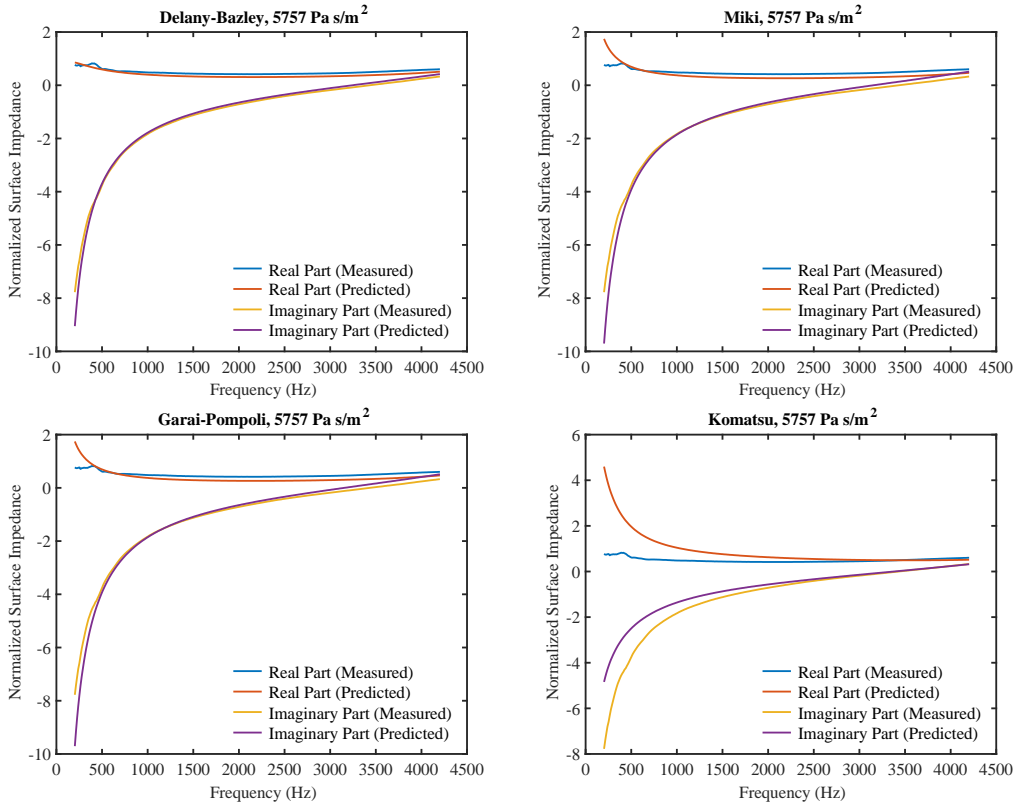 Delany-Bazley, 5757 Pa s/m²
Normalized Surface Impedance
2
0
-2
-4
-6
-8
-10
Real Part (Measured)
Real Part (Predicted)
Imaginary Part (Measured)
Imaginary Part (Predicted)
0 500 1000 1500 2000 2500 3000 3500 4000 4500
Frequency (Hz)
Miki, 5757 Pa s/m²
Normalized Surface Impedance
2
0
-2
-4
-6
-8
-10
Real Part (Measured)
Real Part (Predicted)
Imaginary Part (Measured)
Imaginary Part (Predicted)
0 500 1000 1500 2000 2500 3000 3500 4000 4500
Frequency (Hz)
Garai-Pompoli, 5757 Pa s/m²
Normalized Surface Impedance
2
0
-2
-4
-6
-8
-10
Real Part (Measured)
Real Part (Predicted)
Imaginary Part (Measured)
Imaginary Part (Predicted)
0 500 1000 1500 2000 2500 3000 3500 4000 4500
Frequency (Hz)
Komatsu, 5757 Pa s/m²
Normalized Surface Impedance
6
4
2
0
-2
-4
-6
-8
Real Part (Measured)
Real Part (Predicted)
Imaginary Part (Measured)
Imaginary Part (Predicted)
0 500 1000 1500 2000 2500 3000 3500 4000 4500
Frequency (Hz)